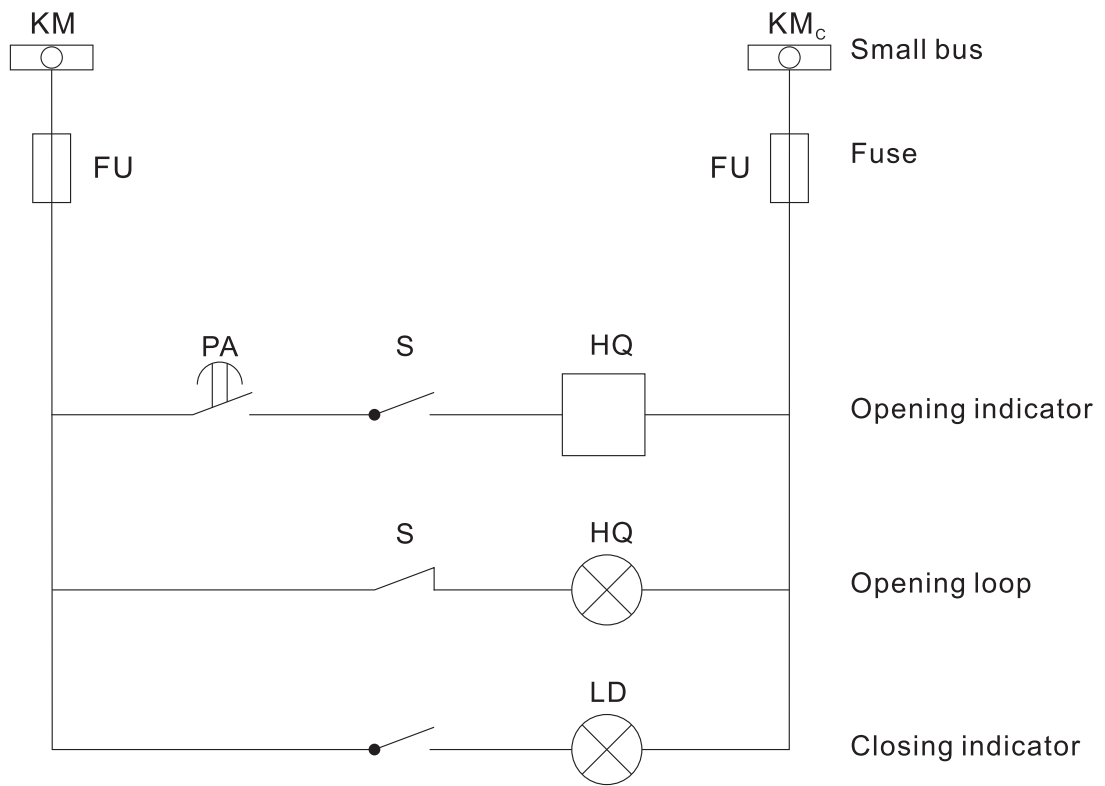 KM
KMC
Small bus
FU
FU
Fuse
PA
S
HQ
Opening indicator
S
HQ
Opening loop
LD
Closing indicator